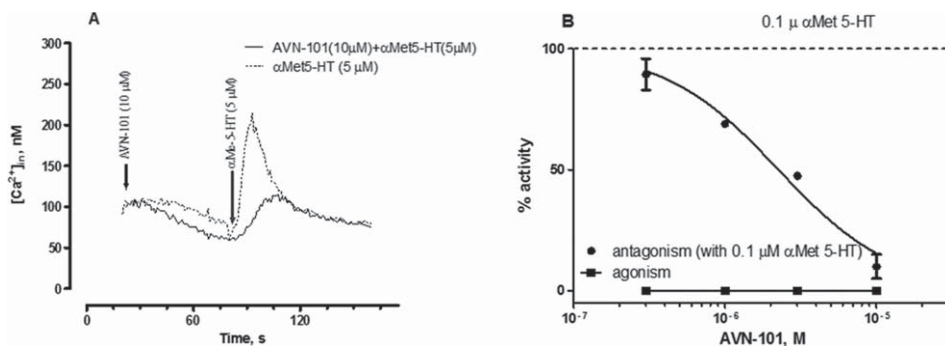 A
AVN-101(10μM)+αMet5-HT(5μM)
αMet5-HT (5 μM)
300
250
200
150
100
50
0
[Ca²⁺]in, nM
AVN-101 (10 μM)
αMe-5-HT (5 μM)
0
60
120
Time, s
B
0.1 μ αMet 5-HT
100
50
0
% activity
antagonism (with 0.1 μM αMet 5-HT)
agonism
10⁻⁷
10⁻⁶
10⁻⁵
AVN-101, M